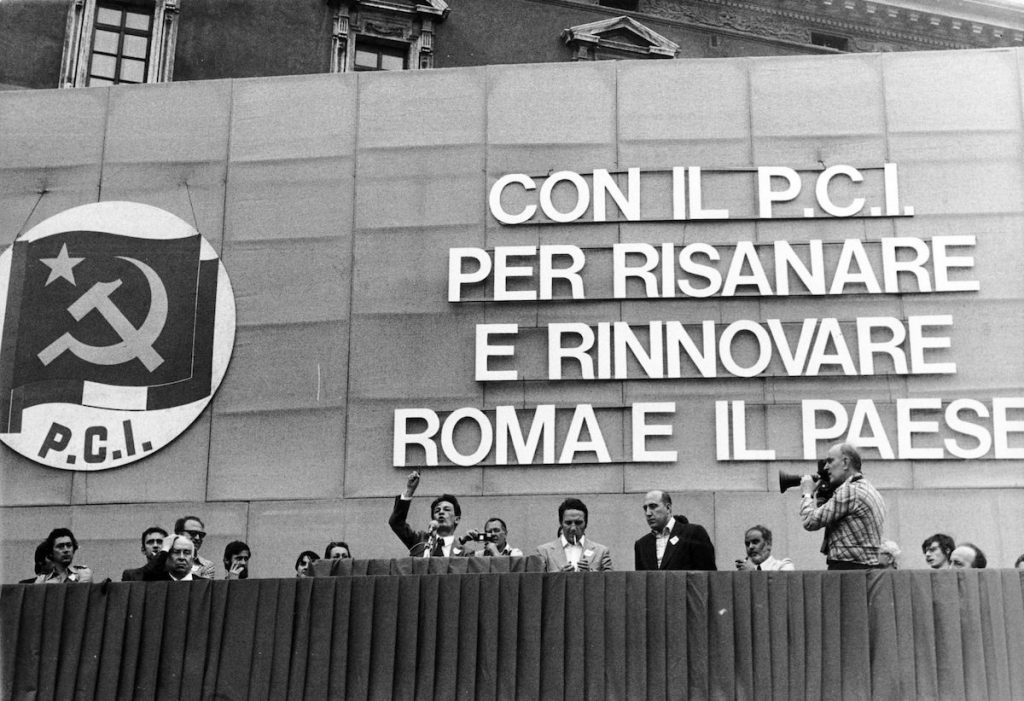 CON IL P.C.I.
PER RISANARE
E RINNOVARE
ROMA E IL PAESE
P.C.I.